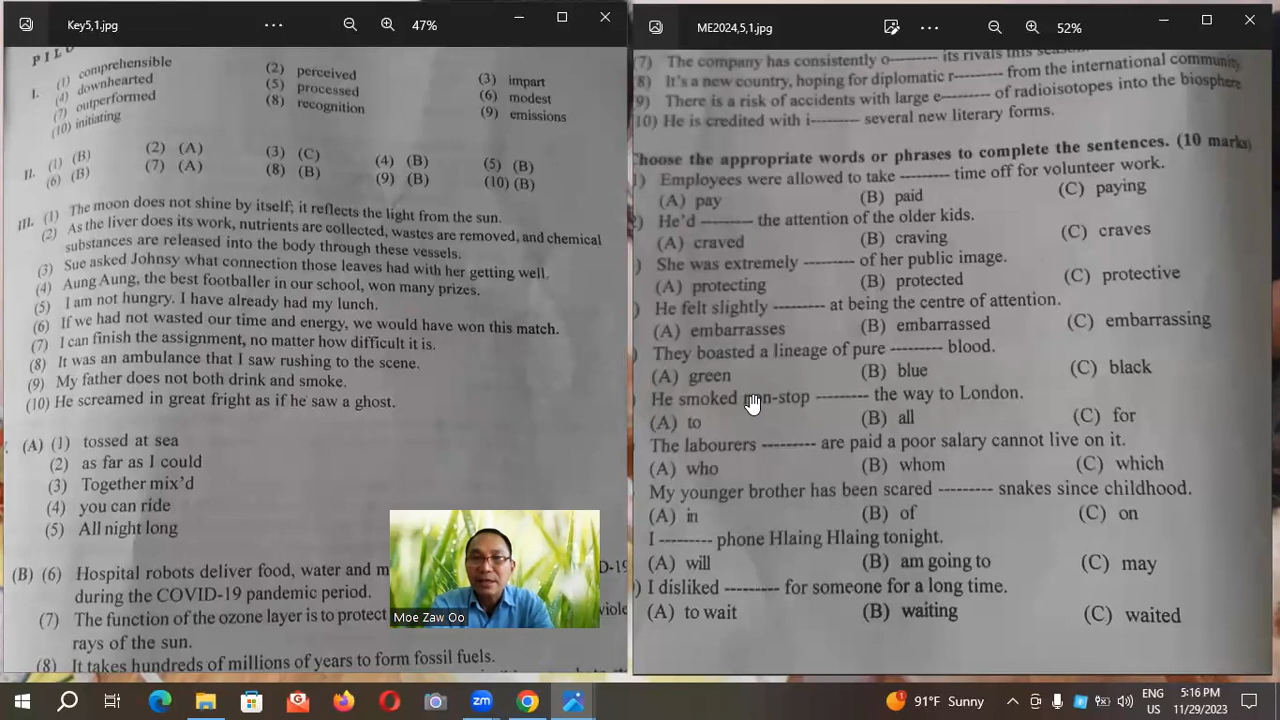 Key5,1.jpg
47%
P I L
I. (1) comprehensible (2) perceived (3) impart
(4) downhearted (5) processed (6) modest
(7) outperformed (8) recognition (9) emissions
(10) initiating
II. (1) (B) (2) (A) (3) (C) (4) (B) (5) (B)
(6) (B) (7) (A) (8) (B) (9) (B) (10) (B)
III. (1) The moon does not shine by itself; it reflects the light from the sun.
(2) As the liver does its work, nutrients are collected, wastes are removed, and chemical
substances are released into the body through these vessels.
(3) Sue asked Johnsy what connection those leaves had with her getting well.
(4) Aung Aung, the best footballer in our school, won many prizes.
(5) I am not hungry. I have already had my lunch.
(6) If we had not wasted our time and energy, we would have won this match.
(7) I can finish the assignment, no matter how difficult it is.
(8) It was an ambulance that I saw rushing to the scene.
(9) My father does not both drink and smoke.
(10) He screamed in great fright as if he saw a ghost.
(A) (1) tossed at sea
(2) as far as I could
(3) Together mix'd
(4) you can ride
(5) All night long
(B) (6) Hospital robots deliver food, water and m D-19
during the COVID-19 pandemic period.
(7) The function of the ozone layer is to protect viole
rays of the sun.
(8) It takes hundreds of millions of years to form fossil fuels.
Moe Zaw Oo
ME2024,5,1.jpg
52%
(7) The company has consistently o--------- its rivals this season.
8) It's a new country, hoping for diplomatic r--------- from the international community
9) There is a risk of accidents with large e--------- of radioisotopes into the biosphere
10) He is credited with i--------- several new literary forms.
Choose the appropriate words or phrases to complete the sentences. (10 marks)
1) Employees were allowed to take --------- time off for volunteer work.
(A) pay (B) paid (C) paying
) He'd --------- the attention of the older kids.
(A) craved (B) craving (C) craves
) She was extremely --------- of her public image.
(A) protecting (B) protected (C) protective
) He felt slightly --------- at being the centre of attention.
(A) embarrasses (B) embarrassed (C) embarrassing
) They boasted a lineage of pure --------- blood.
(A) green (B) blue (C) black
) He smoked non-stop --------- the way to London.
(A) to (B) all (C) for
The labourers --------- are paid a poor salary cannot live on it.
(A) who (B) whom (C) which
My younger brother has been scared --------- snakes since childhood.
(A) in (B) of (C) on
I --------- phone Hlaing Hlaing tonight.
(A) will (B) am going to (C) may
) I disliked --------- for someone for a long time.
(A) to wait (B) waiting (C) waited
zm
1
91°F Sunny
ENG
US
5:16 PM
11/29/2023